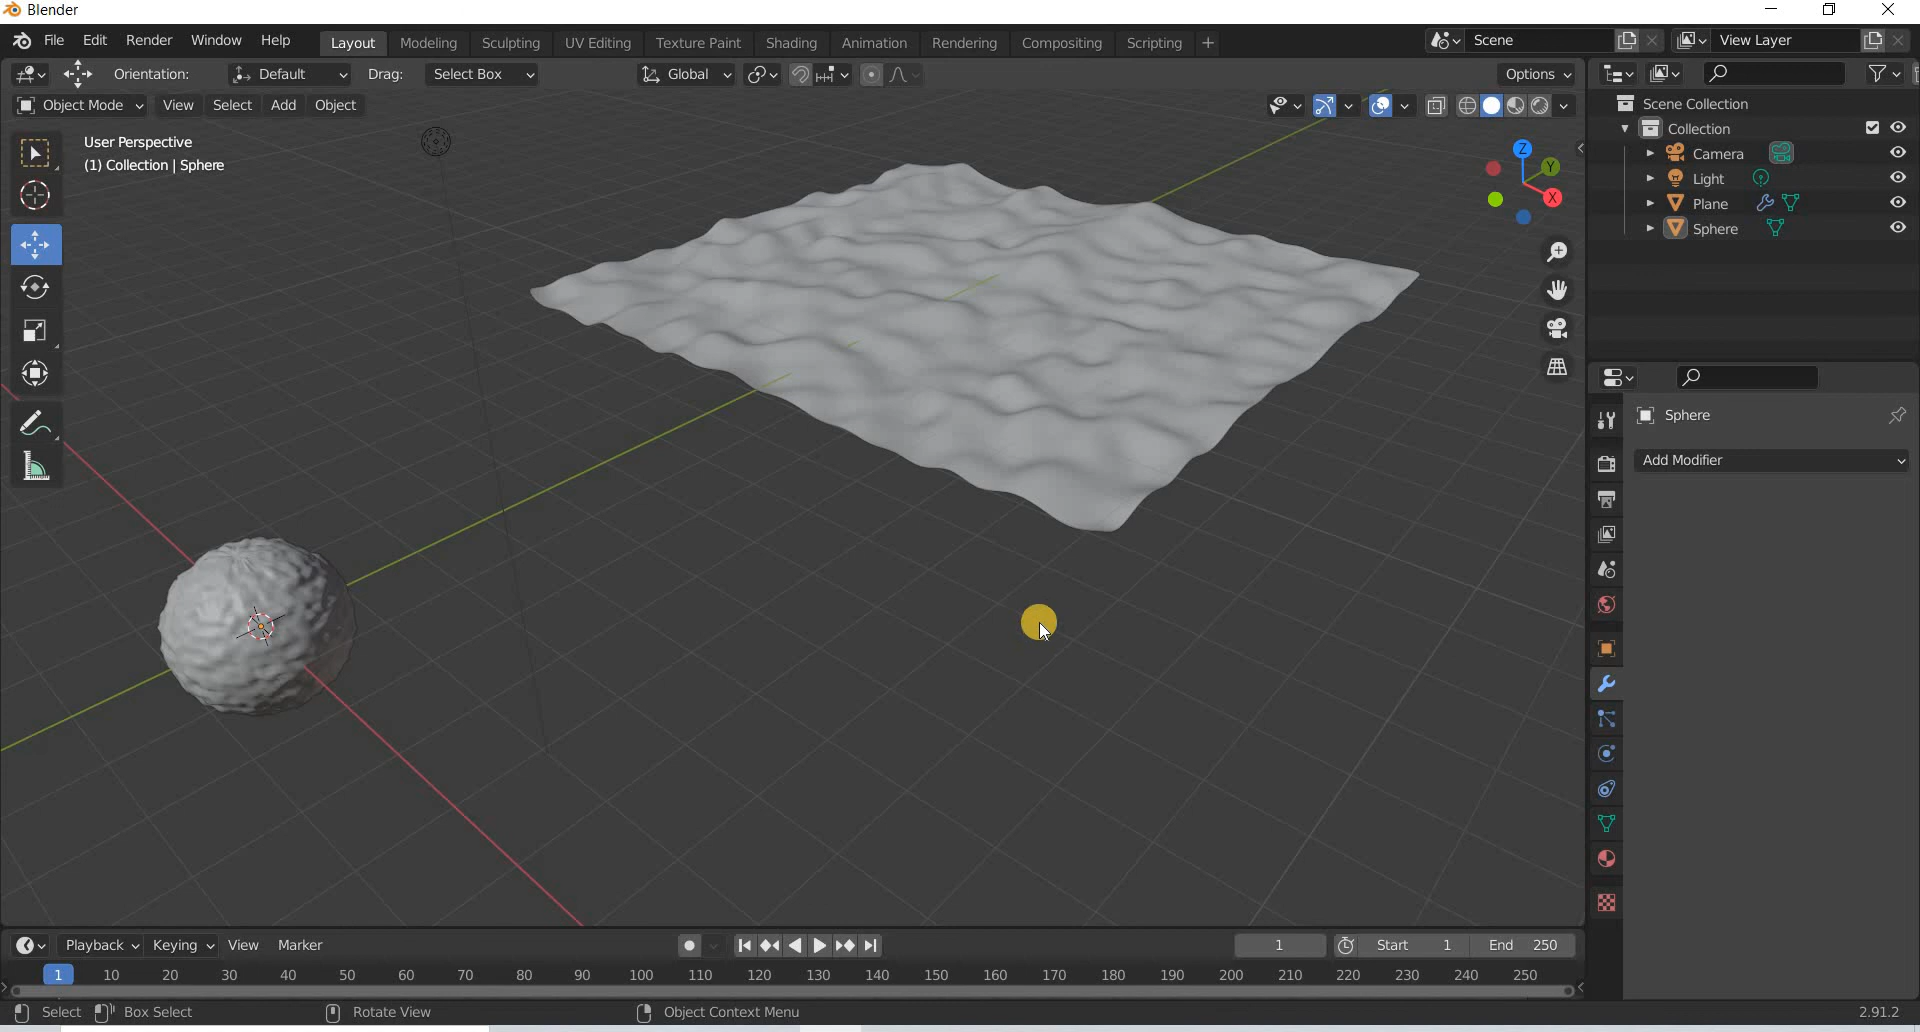 Blender
File Edit Render Window Help Layout Modeling Sculpting UV Editing Texture Paint Shading Animation Rendering Compositing Scripting + Scene View Layer
Orientation: Default Drag: Select Box Global Options
Object Mode View Select Add Object
User Perspective
(1) Collection | Sphere
Z
Y
X
Scene Collection
Collection
Camera
Light
Plane
Sphere
Sphere
Add Modifier
Playback Keying View Marker 1 Start 1 End 250
1 10 20 30 40 50 60 70 80 90 100 110 120 130 140 150 160 170 180 190 200 210 220 230 240 250
Select Box Select Rotate View Object Context Menu 2.91.2